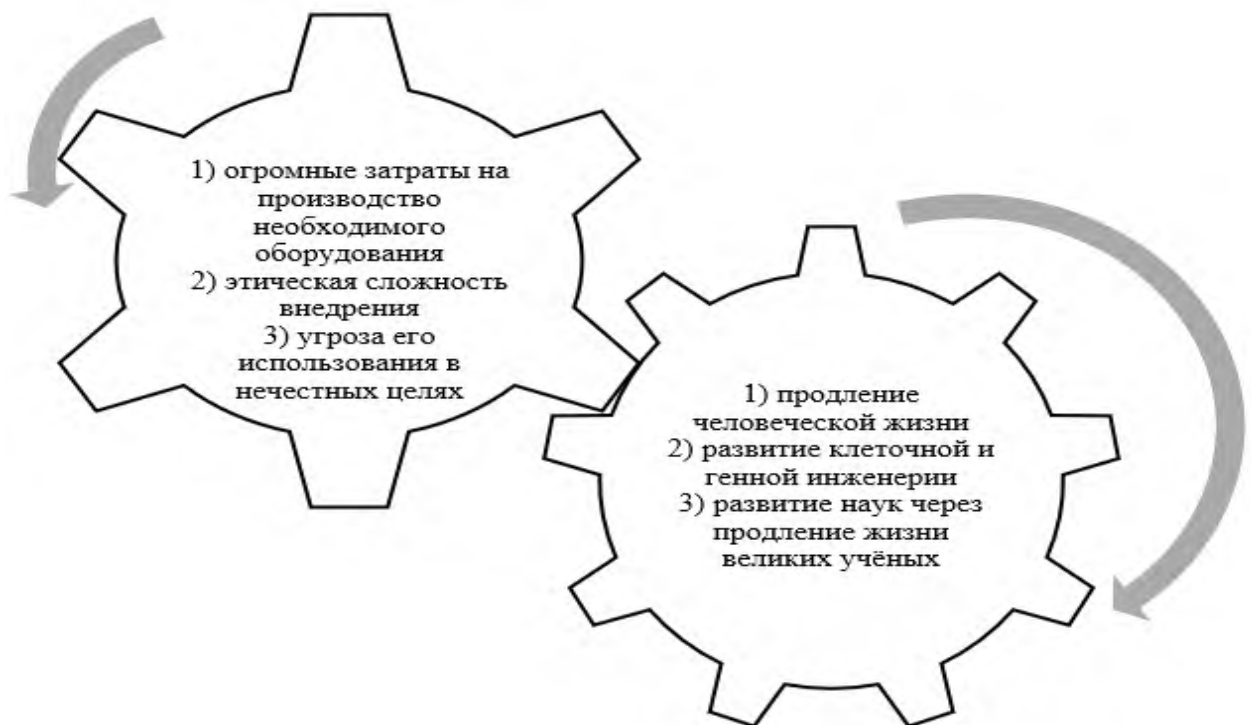 1) огромные затраты на
производство
необходимого
оборудования
2) этическая сложность
внедрения
3) угроза его
использования в
нечестных целях
1) продление
человеческой жизни
2) развитие клеточной и
генной инженерии
3) развитие наук через
продление жизни
великих учёных